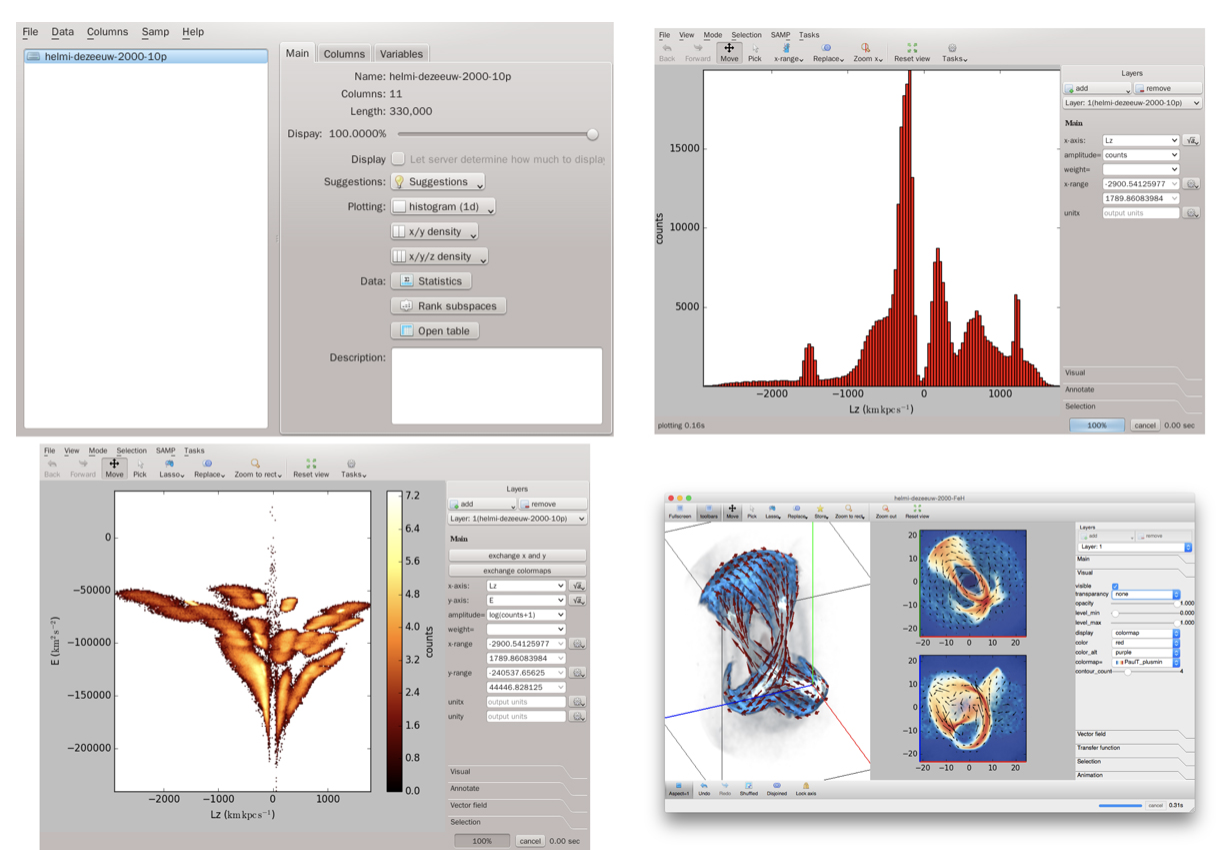 File Data Columns Samp Help
helmi-dezeeuw-2000-10p
Main Columns Variables
Name: helmi-dezeeuw-2000-10p
Columns: 11
Length: 330,000
Dispay: 100.0000%
Display Let server determine how much to display
Suggestions: Suggestions
Plotting: histogram (1d)
x/y density
x/y/z density
Data: Statistics
Rank subspaces
Open table
Description:
File View Mode Selection SAMP Tasks
Back Forward Move Pick x-range Replace Zoom x Reset view Tasks
15000
10000
5000
counts
−2000 −1000 0 1000
Lz (km kpc s⁻¹)
Layers
add remove
Layer: 1(helmi-dezeeuw-2000-10p)
Main
x-axis: Lz
amplitude= counts
weight=
x-range -2900.54125977
1789.86083984
unitx output units
Visual
Annotate
Selection
plotting 0.16s
100% cancel 0.00 sec
File View Mode Selection SAMP Tasks
Back Forward Move Pick Lasso Replace Zoom to rect Reset view Tasks
0
−50000
−100000
−150000
−200000
E (km² s⁻²)
−2000 −1000 0 1000
Lz (km kpc s⁻¹)
7.2
6.4
5.6
4.8
4.0
3.2
2.4
1.6
0.8
0.0
counts
Layers
add remove
Layer: 1(helmi-dezeeuw-2000-10p)
Main
exchange x and y
exchange colormaps
x-axis: Lz
y-axis: E
amplitude= log(counts+1)
weight=
x-range -2900.54125977
1789.86083984
y-range -240537.65625
44446.828125
unitx output units
unity output units
Visual
Annotate
Vector field
Selection
100% cancel 0.00 sec
helmi-dezeeuw-2000-FeH
Fullscreen toolbars Move Pick Lasso Replace Store Zoom to rect Zoom out Reset view
20
10
0
−10
−20
−20 −10 0 10 20
20
10
0
−10
−20
−20 −10 0 10 20
Layers
add remove
Layer: 1
Main
Visual
visible
transparancy none
opacity 1.000
level_min 0.000
level_max 1.000
display colormap
color red
color_alt purple
colormap= PaulT_plusmin
contour_count 4
Vector field
Transfer function
Selection
Animation
Aspect=1 Undo Redo Shuffled Disjoined Lock axis
cancel 0.31s